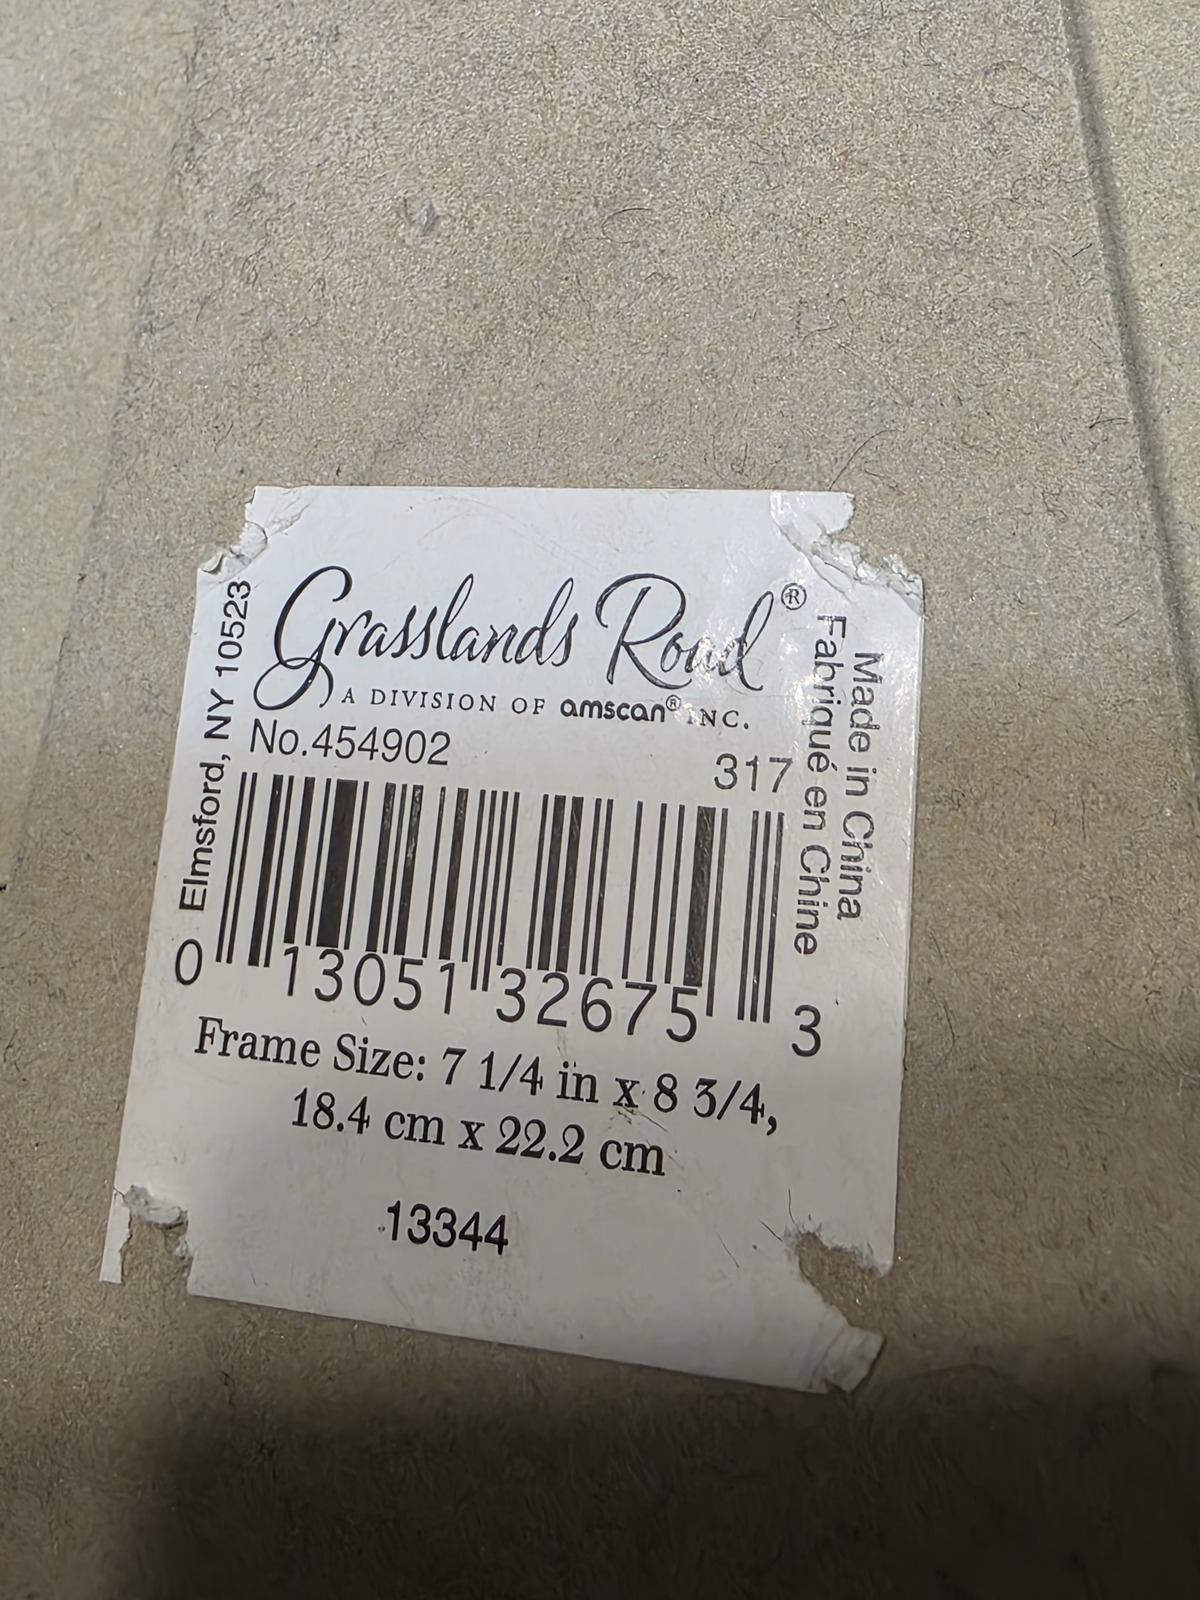 Grasslands Road®
A DIVISION OF amscan® INC.
No.454902
317
0 13051 32675 3
Frame Size: 7 1/4 in x 8 3/4,
18.4 cm x 22.2 cm
13344
Elmsford, NY 10523
Made in China
Fabriqué en Chine